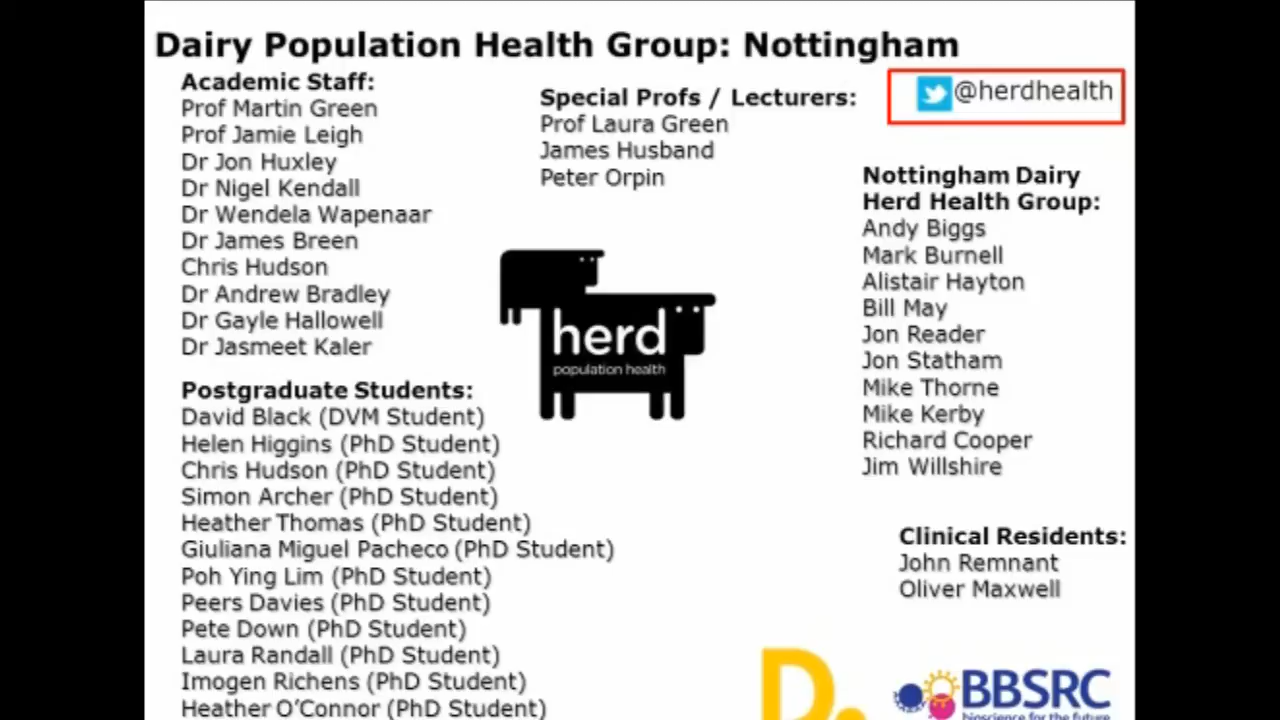 Dairy Population Health Group: Nottingham
Academic Staff:
Prof Martin Green
Prof Jamie Leigh
Dr Jon Huxley
Dr Nigel Kendall
Dr Wendela Wapenaar
Dr James Breen
Chris Hudson
Dr Andrew Bradley
Dr Gayle Hallowell
Dr Jasmeet Kaler
Postgraduate Students:
David Black (DVM Student)
Helen Higgins (PhD Student)
Chris Hudson (PhD Student)
Simon Archer (PhD Student)
Heather Thomas (PhD Student)
Giuliana Miguel Pacheco (PhD Student)
Poh Ying Lim (PhD Student)
Peers Davies (PhD Student)
Pete Down (PhD Student)
Laura Randall (PhD Student)
Imogen Richens (PhD Student)
Heather O'Connor (PhD Student)
Special Profs / Lecturers:
Prof Laura Green
James Husband
Peter Orpin
herd
population health
@herdhealth
Nottingham Dairy
Herd Health Group:
Andy Biggs
Mark Burnell
Alistair Hayton
Bill May
Jon Reader
Jon Statham
Mike Thorne
Mike Kerby
Richard Cooper
Jim Willshire
Clinical Residents:
John Remnant
Oliver Maxwell
D.
BBSRC
bioscience for the future